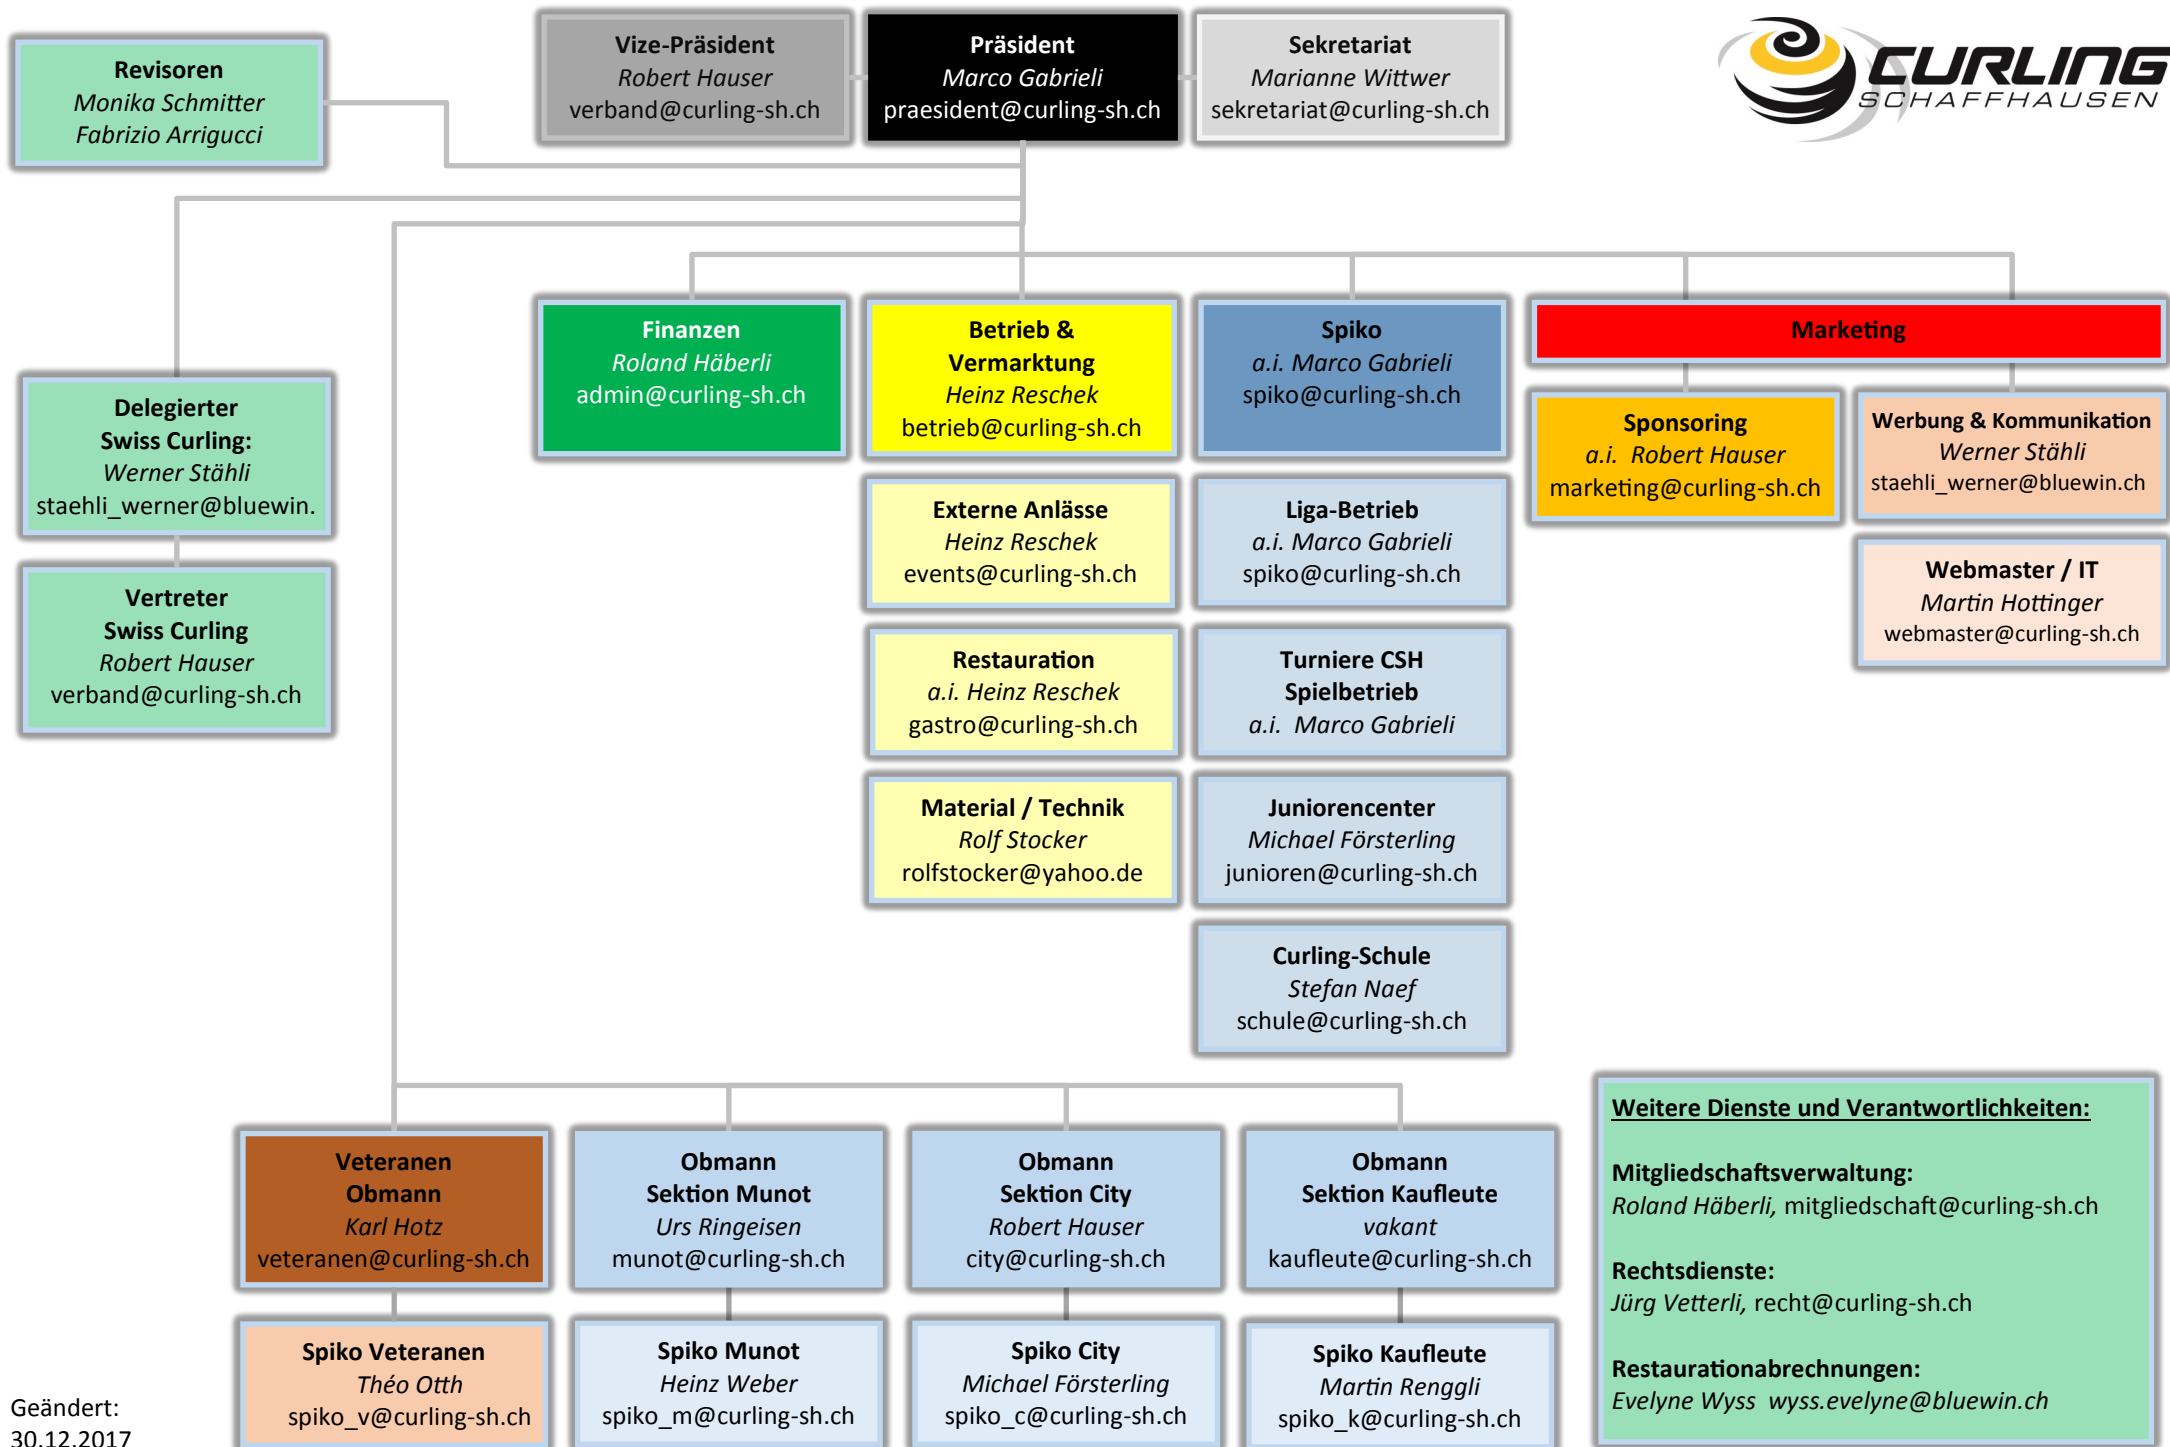 Revisoren
Monika Schmitter
Fabrizio Arrigucci
Vize-Präsident
Robert Hauser
verband@curling-sh.ch
Präsident
Marco Gabrieli
praesident@curling-sh.ch
Sekretariat
Marianne Wittwer
sekretariat@curling-sh.ch
CURLING
SCHAFFHAUSEN
Delegierter
Swiss Curling:
Werner Stähli
staehli_werner@bluewin.
Vertreter
Swiss Curling
Robert Hauser
verband@curling-sh.ch
Finanzen
Roland Häberli
admin@curling-sh.ch
Betrieb &
Vermarktung
Heinz Reschek
betrieb@curling-sh.ch
Externe Anlässe
Heinz Reschek
events@curling-sh.ch
Restauration
a.i. Heinz Reschek
gastro@curling-sh.ch
Material / Technik
Rolf Stocker
rolfstocker@yahoo.de
Spiko
a.i. Marco Gabrieli
spiko@curling-sh.ch
Liga-Betrieb
a.i. Marco Gabrieli
spiko@curling-sh.ch
Turniere CSH
Spielbetrieb
a.i.  Marco Gabrieli
Juniorencenter
Michael Försterling
junioren@curling-sh.ch
Curling-Schule
Stefan Naef
schule@curling-sh.ch
Marketing
Sponsoring
a.i.  Robert Hauser
marketing@curling-sh.ch
Werbung & Kommunikation
Werner Stähli
staehli_werner@bluewin.ch
Webmaster / IT
Martin Hottinger
webmaster@curling-sh.ch
Veteranen
Obmann
Karl Hotz
veteranen@curling-sh.ch
Spiko Veteranen
Théo Otth
spiko_v@curling-sh.ch
Obmann
Sektion Munot
Urs Ringeisen
munot@curling-sh.ch
Spiko Munot
Heinz Weber
spiko_m@curling-sh.ch
Obmann
Sektion City
Robert Hauser
city@curling-sh.ch
Spiko City
Michael Försterling
spiko_c@curling-sh.ch
Obmann
Sektion Kaufleute
vakant
kaufleute@curling-sh.ch
Spiko Kaufleute
Martin Renggli
spiko_k@curling-sh.ch
Weitere Dienste und Verantwortlichkeiten:
Mitgliedschaftsverwaltung:
Roland Häberli, mitgliedschaft@curling-sh.ch
Rechtsdienste:
Jürg Vetterli, recht@curling-sh.ch
Restaurationabrechnungen:
Evelyne Wyss  wyss.evelyne@bluewin.ch
Geändert:
30.12.2017